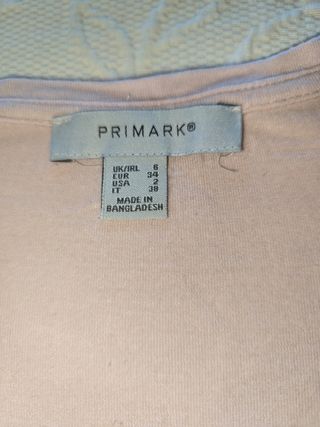 PRIMARK®
UK/IRL 6
EUR 34
USA 2
IT 38
MADE IN
BANGLADESH